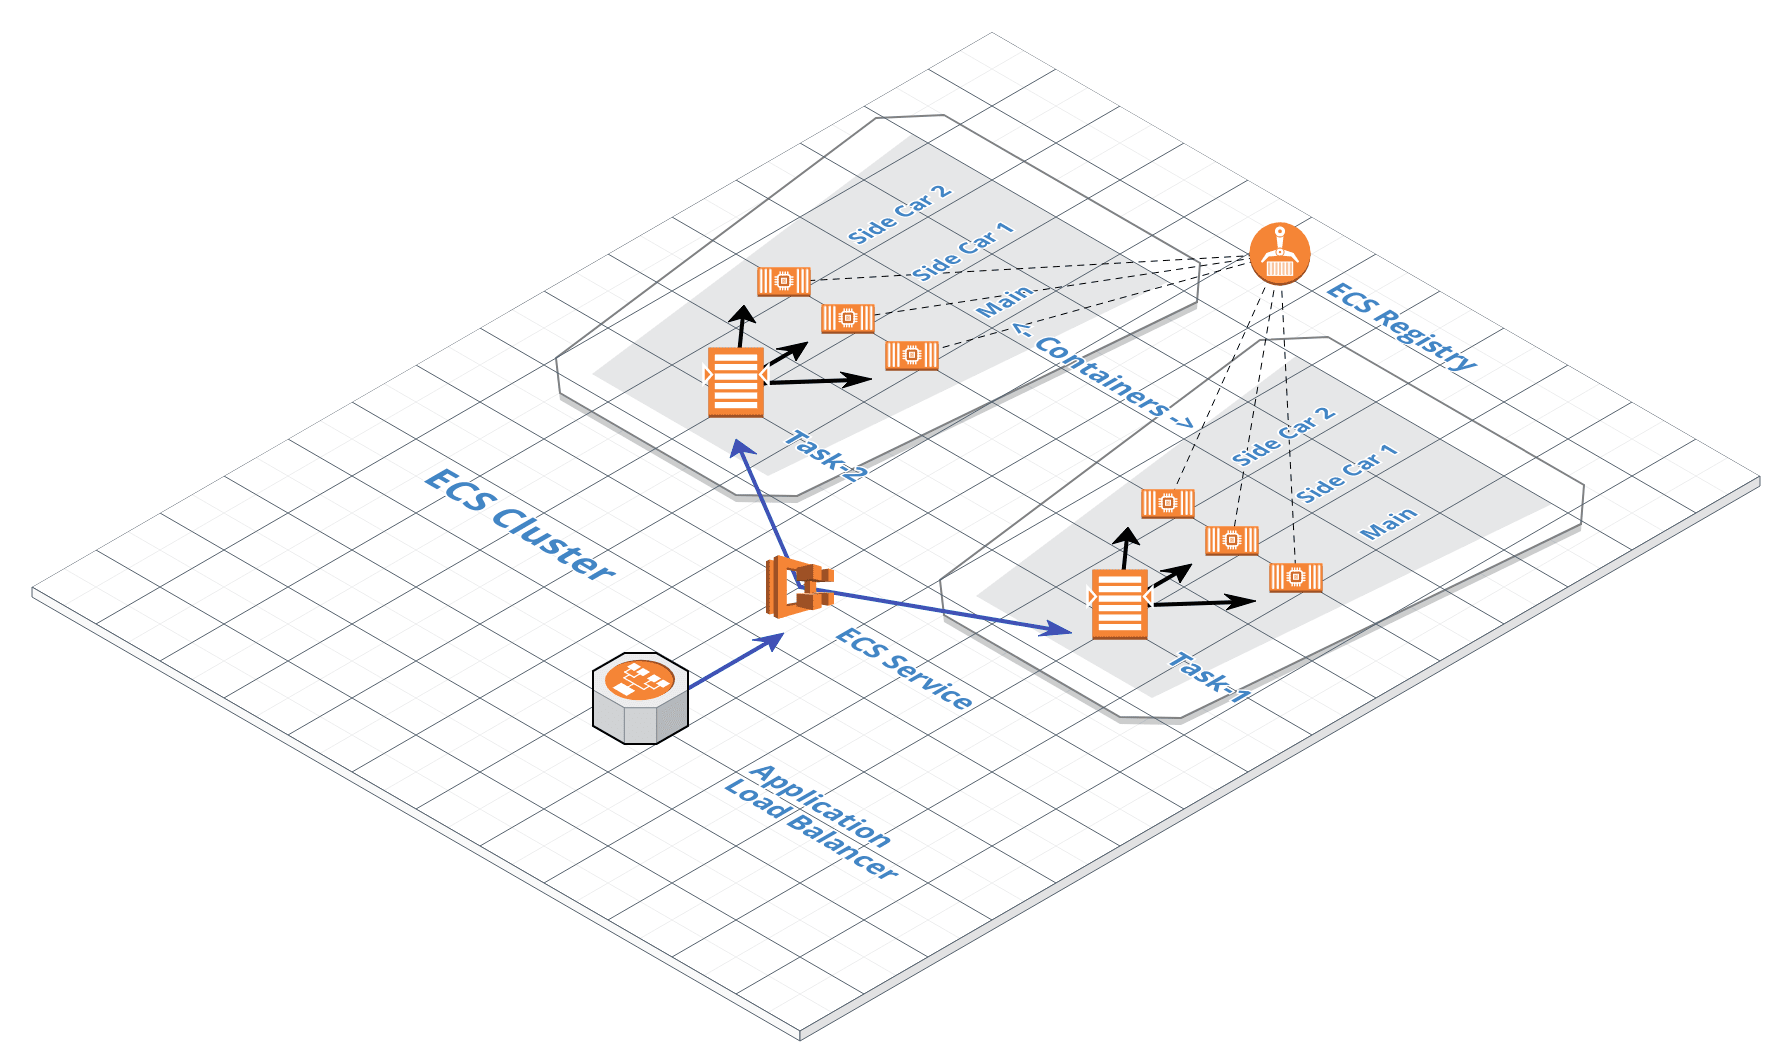 Side Car 2
Side Car 1
Main
<- Containers ->
ECS Registry
Task-2
Side Car 2
Side Car 1
Main
Task-1
ECS Cluster
ECS Service
Application
Load Balancer